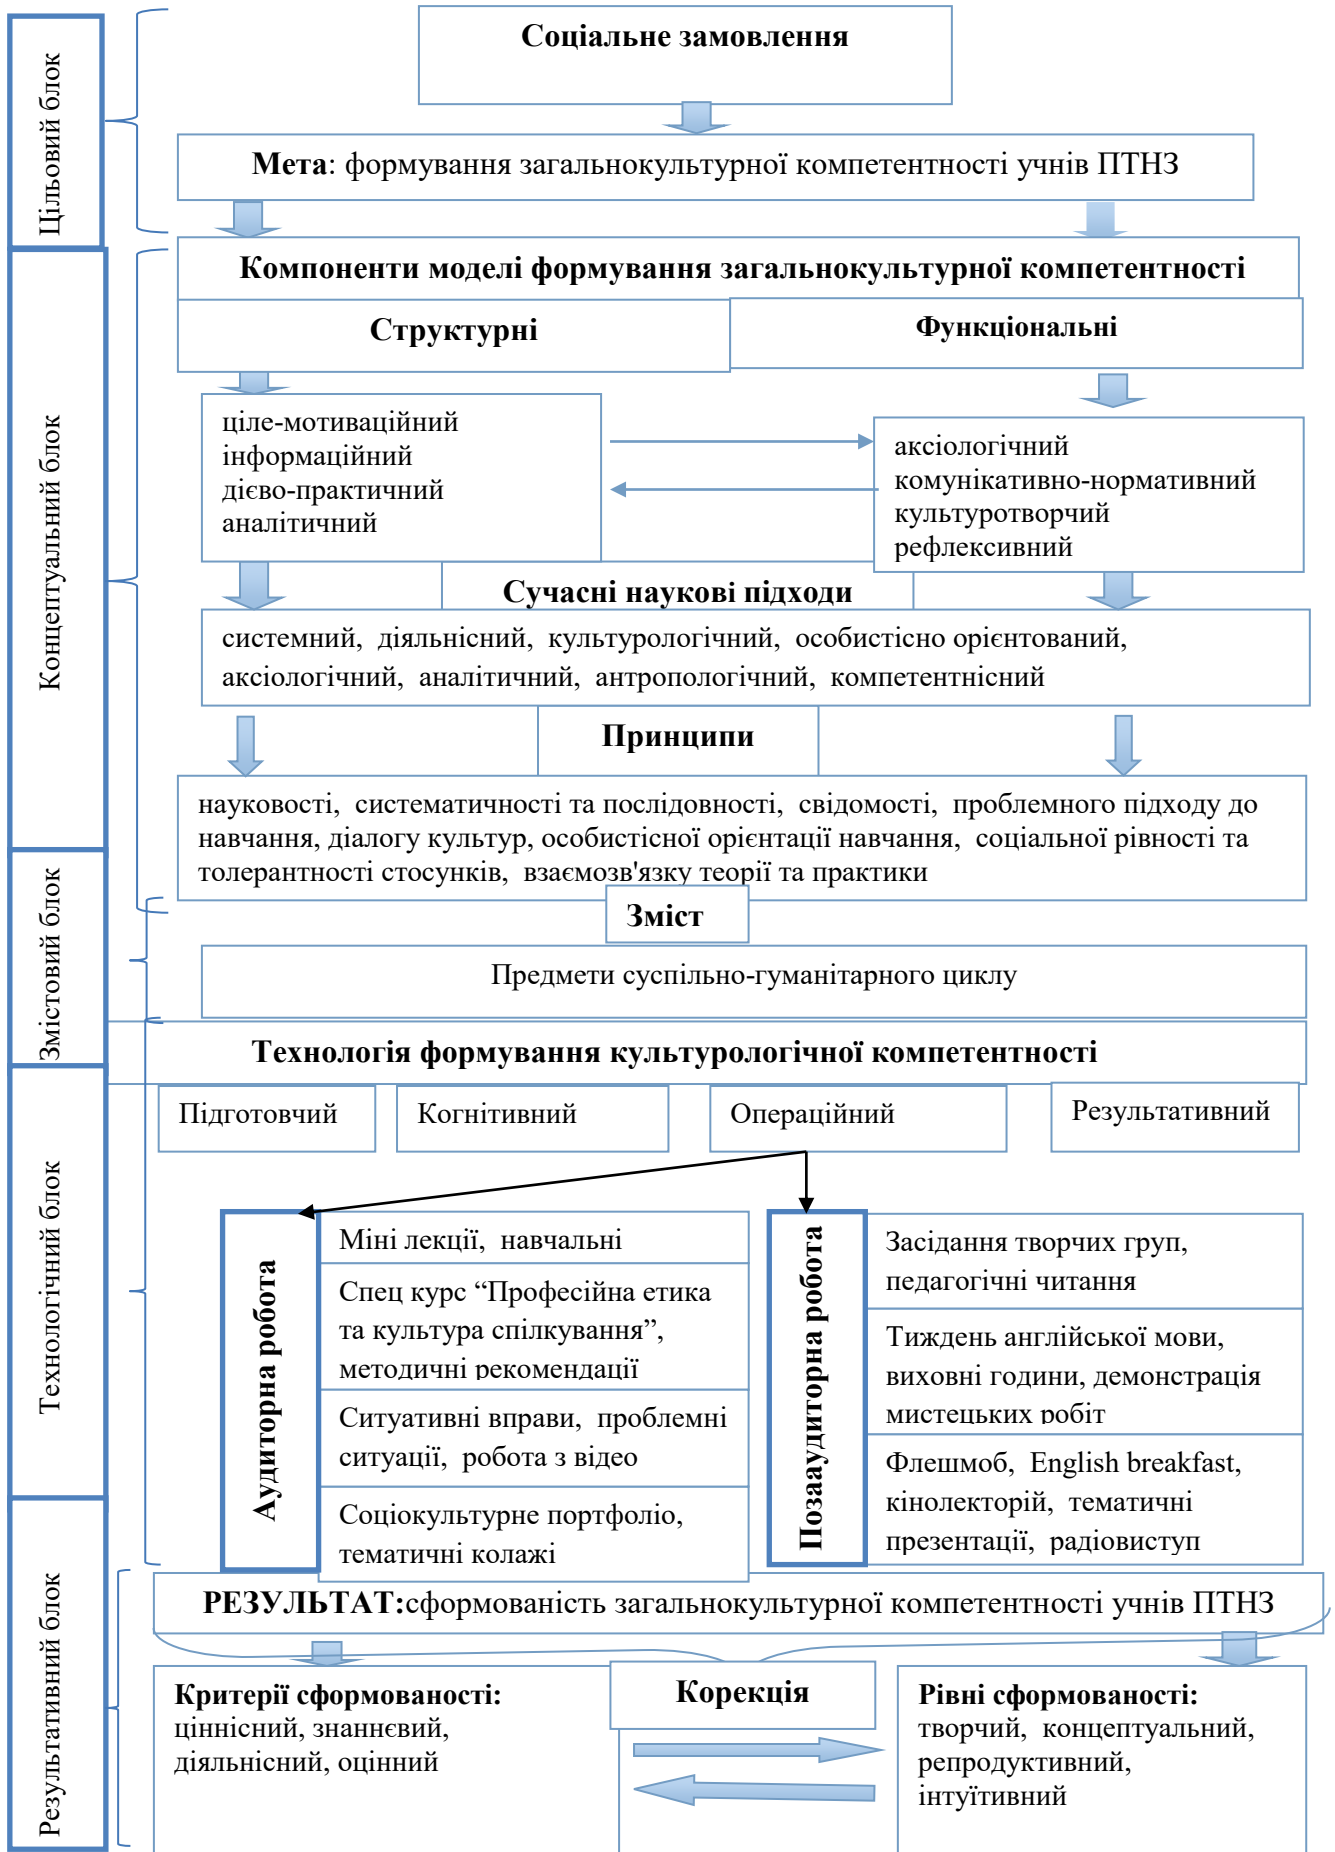 Цільовий блок
Соціальне замовлення
Мета: формування загальнокультурної компетентності учнів ПТНЗ
Концептуальний блок
Компоненти моделі формування загальнокультурної компетентності
Структурні
Функціональні
ціле-мотиваційний
інформаційний
дієво-практичний
аналітичний
аксіологічний
комунікативно-нормативний
культуротворчий
рефлексивний
Сучасні наукові підходи
системний, діяльнісний, культурологічний, особистісно орієнтований,
аксіологічний, аналітичний, антропологічний, компетентнісний
Принципи
науковості, систематичності та послідовності, свідомості, проблемного підходу до
навчання, діалогу культур, особистісної орієнтації навчання, соціальної рівності та
толерантності стосунків, взаємозв'язку теорії та практики
Змістовий блок
Зміст
Предмети суспільно-гуманітарного циклу
Технологічний блок
Технологія формування культурологічної компетентності
Підготовчий
Когнітивний
Операційний
Результативний
Аудиторна робота
Міні лекції, навчальні
Спец курс “Професійна етика
та культура спілкування”,
методичні рекомендації
Ситуативні вправи, проблемні
ситуації, робота з відео
Соціокультурне портфоліо,
тематичні колажі
Позааудиторна робота
Засідання творчих груп,
педагогічні читання
Тиждень англійської мови,
виховні години, демонстрація
мистецьких робіт
Флешмоб, English breakfast,
кінолекторій, тематичні
презентації, радіовиступ
Результативний блок
РЕЗУЛЬТАТ:сформованість загальнокультурної компетентності учнів ПТНЗ
Критерії сформованості:
ціннісний, знаннєвий,
діяльнісний, оцінний
Корекція
Рівні сформованості:
творчий, концептуальний,
репродуктивний,
інтуїтивний